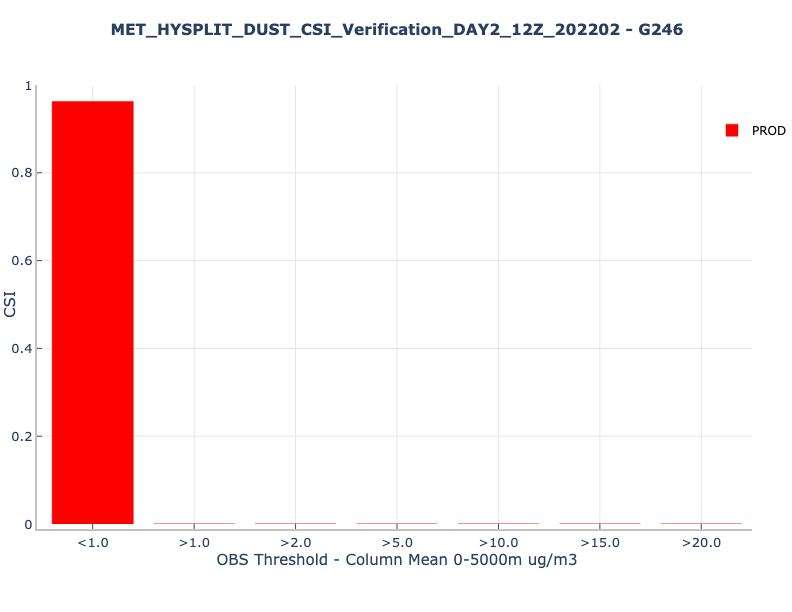 MET_HYSPLIT_DUST_CSI_Verification_DAY2_12Z_202202 - G246
1
0.8
0.6
0.4
0.2
0
CSI
PROD
<1.0 >1.0 >2.0 >5.0 >10.0 >15.0 >20.0
OBS Threshold - Column Mean 0-5000m ug/m3